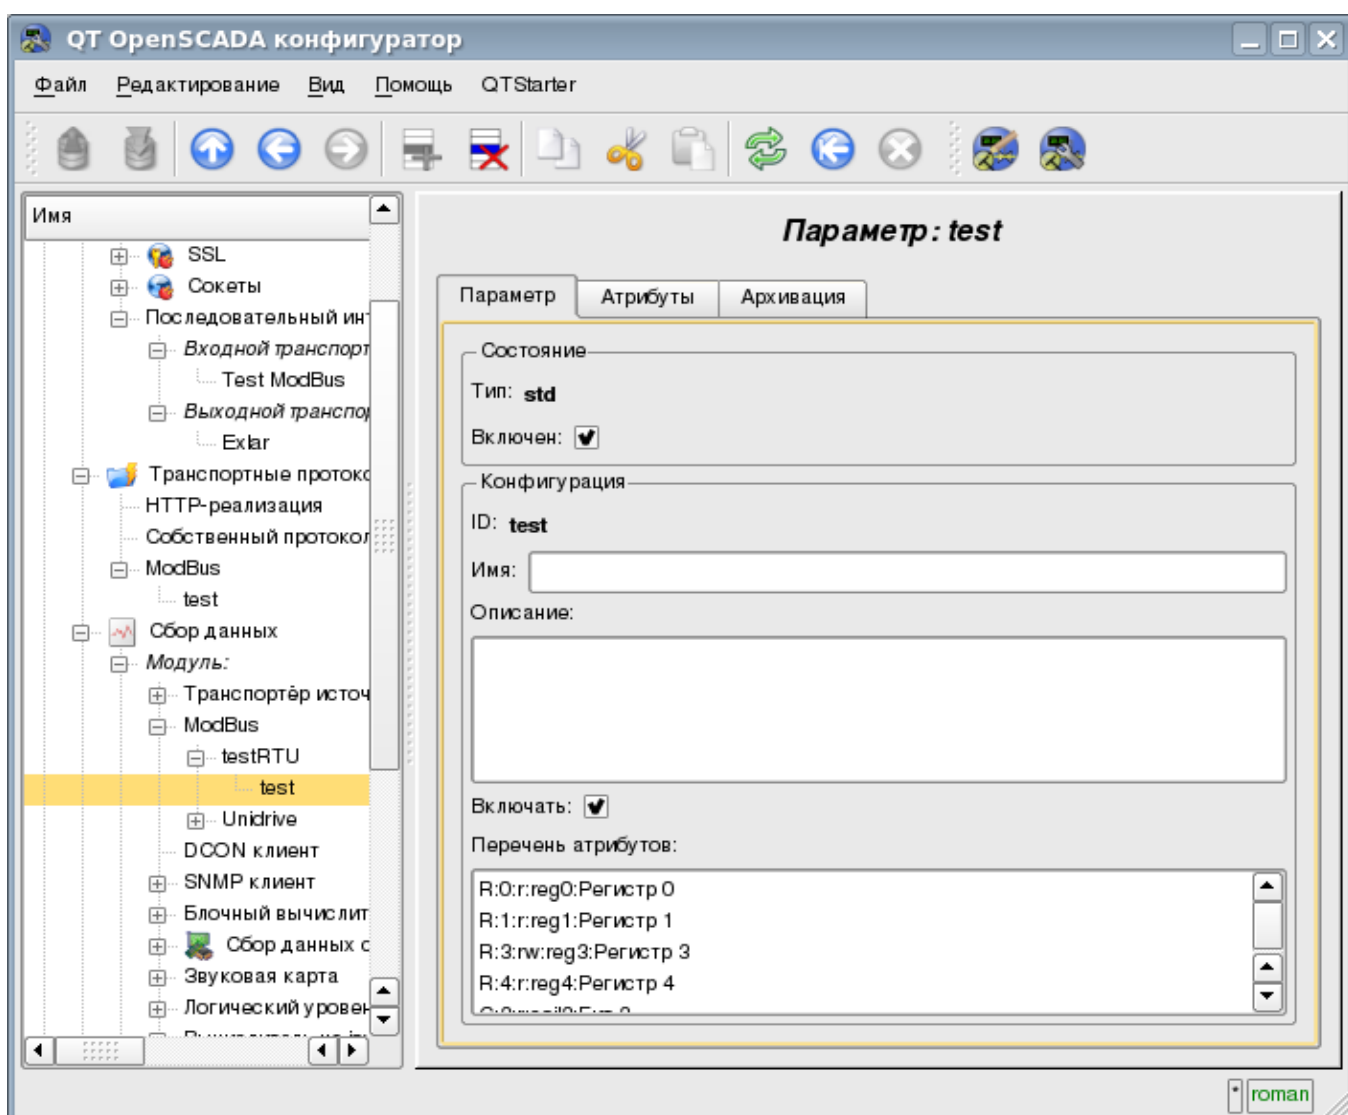 QT OpenSCADA конфигуратор
Файл Редактирование Вид Помощь QTStarter
Имя
SSL
Сокеты
Последовательный инт
Входной транспорт
Test ModBus
Выходной транспор
Exlar
Транспортные протоко
HTTP-реализация
Собственный протокол
ModBus
test
Сбор данных
Модуль:
Транспортёр источ
ModBus
testRTU
test
Unidrive
DCON клиент
SNMP клиент
Блочный вычислит
Сбор данных с
Звуковая карта
Логический уровен
Параметр: test
Параметр Атрибуты Архивация
Состояние
Тип: std
Включен:
Конфигурация
ID: test
Имя:
Описание:
Включать:
Перечень атрибутов:
R:0:r:reg0:Регистр 0
R:1:r:reg1:Регистр 1
R:3:rw:reg3:Регистр 3
R:4:r:reg4:Регистр 4
* roman